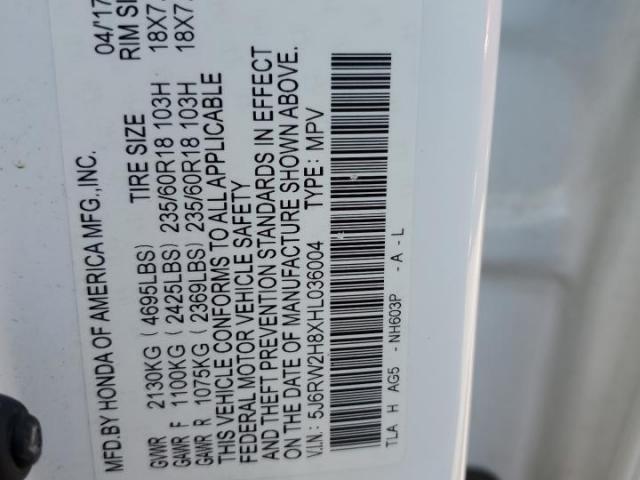 MFD.BY HONDA OF AMERICA MFG.,INC. 04/'17
TIRE SIZE RIM SI
GVWR 2130KG (4695LBS)
GAWR F 1100KG (2425LBS) 235/60R18 103H 18X7.
GAWR R 1075KG (2369LBS) 235/60R18 103H 18X7.
THIS VEHICLE CONFORMS TO ALL APPLICABLE
FEDERAL MOTOR VEHICLE SAFETY
AND THEFT PREVENTION STANDARDS IN EFFECT
ON THE DATE OF MANUFACTURE SHOWN ABOVE.
V.I.N.: 5J6RW2H8XHL036004 TYPE: MPV
TLA H AG5 - NH603P - A - L